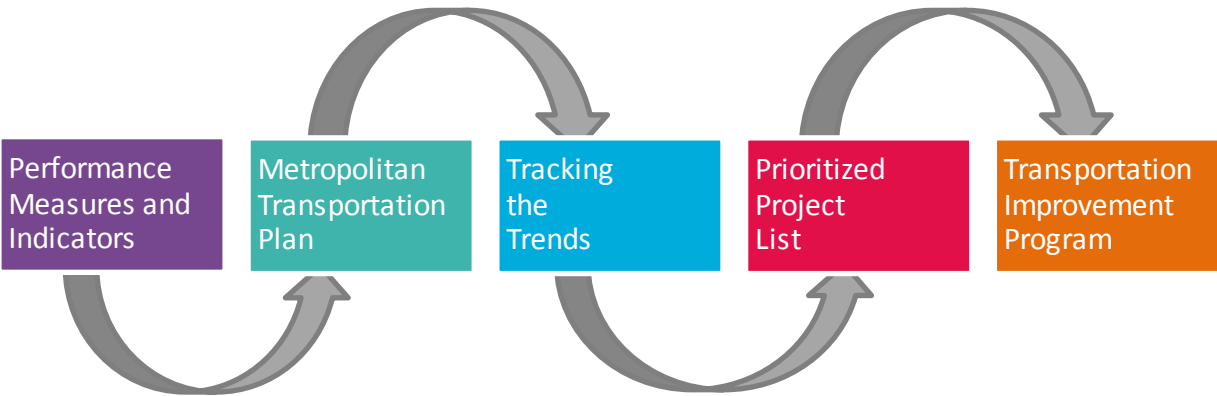 Performance
Measures and
Indicators
Metropolitan
Transportation
Plan
Tracking
the
Trends
Prioritized
Project
List
Transportation
Improvement
Program